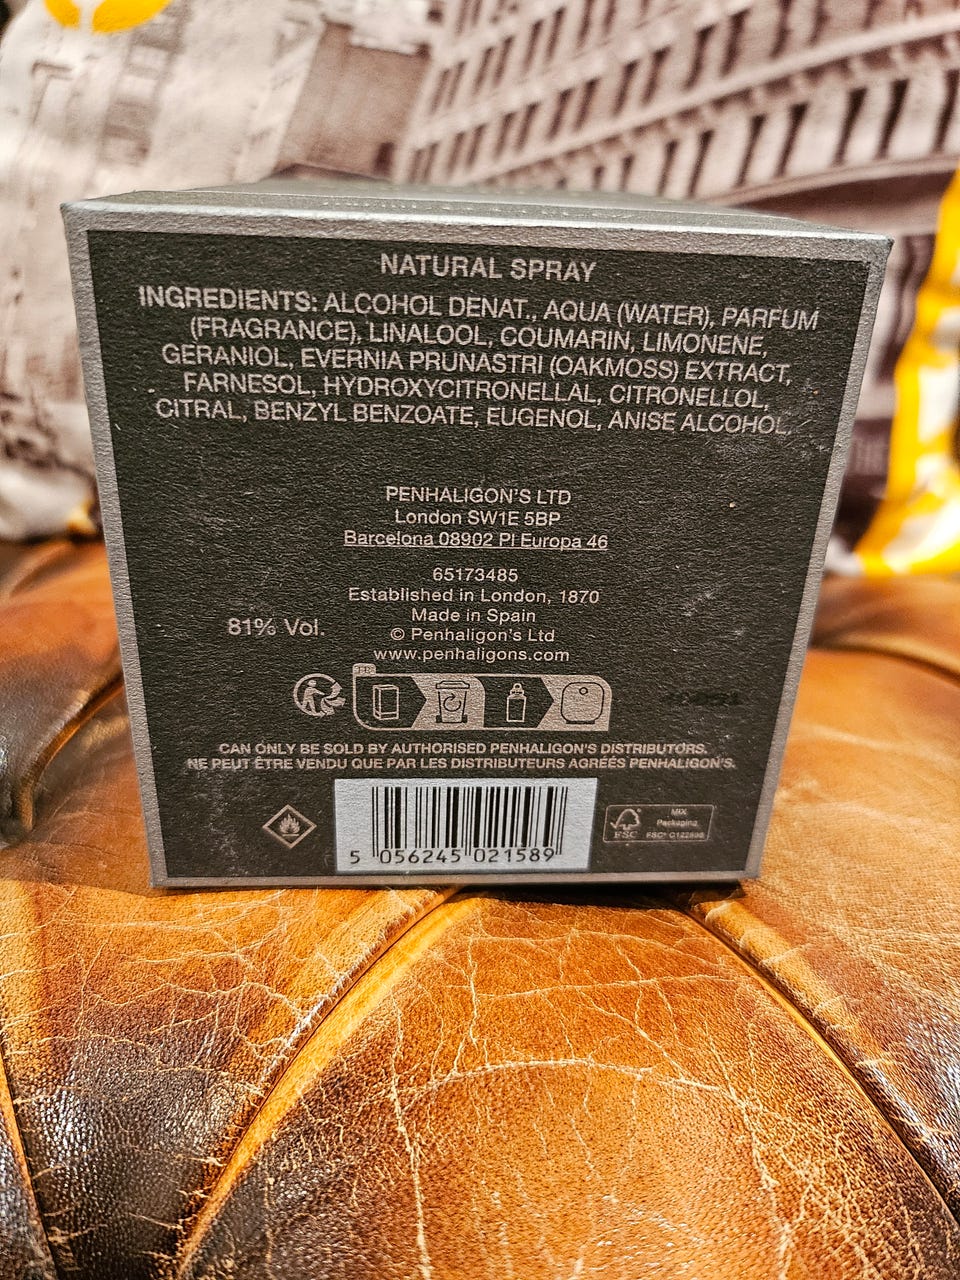 NATURAL SPRAY
INGREDIENTS: ALCOHOL DENAT., AQUA (WATER), PARFUM
(FRAGRANCE), LINALOOL, COUMARIN, LIMONENE,
GERANIOL, EVERNIA PRUNASTRI (OAKMOSS) EXTRACT,
FARNESOL, HYDROXYCITRONELLAL, CITRONELLOL,
CITRAL, BENZYL BENZOATE, EUGENOL, ANISE ALCOHOL.
PENHALIGON'S LTD
London SW1E 5BP
Barcelona 08902 Pl Europa 46
65173485
Established in London, 1870
Made in Spain
81% Vol.
© Penhaligon's Ltd
www.penhaligons.com
FR
CAN ONLY BE SOLD BY AUTHORISED PENHALIGON'S DISTRIBUTORS.
NE PEUT ÊTRE VENDU QUE PAR LES DISTRIBUTEURS AGRÉÉS PENHALIGON'S.
5 056245 021589
FSC
MIX
Packaging
FSC®